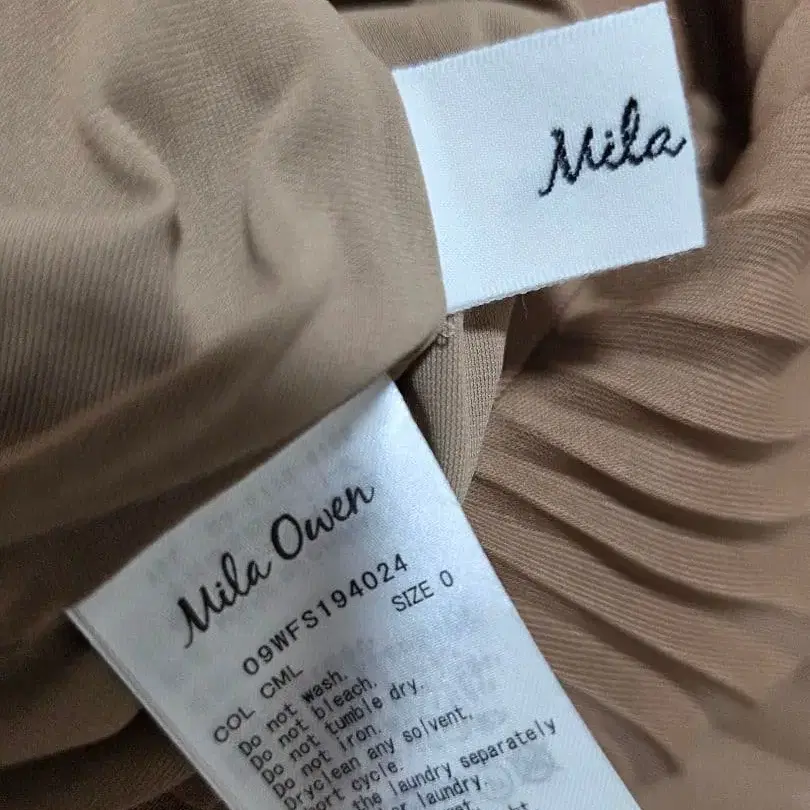 Mila
Mila Owen
09WFS194024
SIZE 0
COL CML
Do not wash.
Do not bleach.
Do not tumble dry.
Do not iron.
Dryclean any solvent.
cycle.
the laundry separately
laundry.